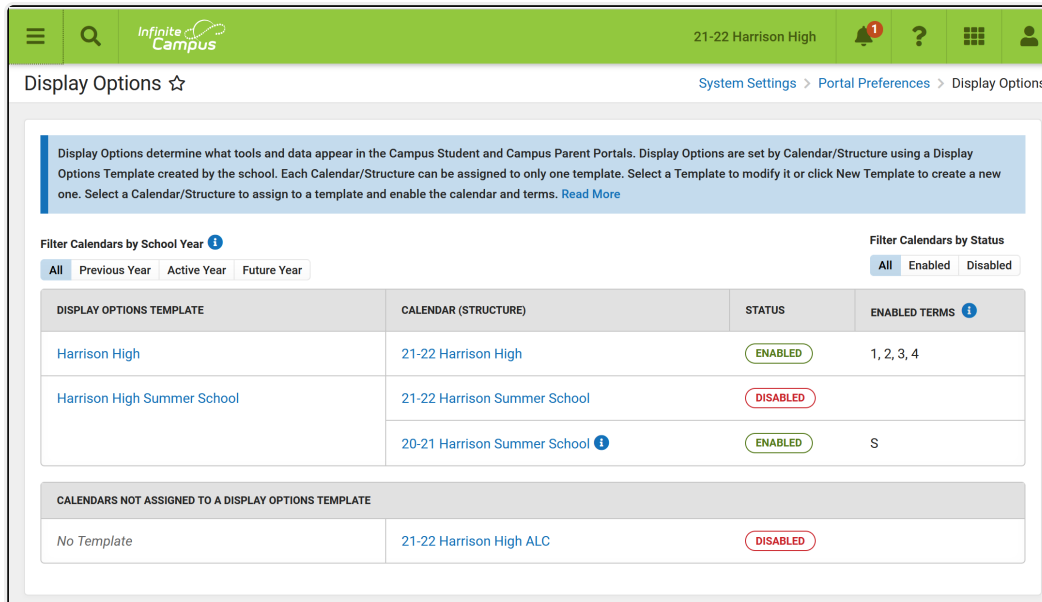 Infinite Campus
21-22 Harrison High
1
?
Display Options
System Settings > Portal Preferences > Display Options
Display Options determine what tools and data appear in the Campus Student and Campus Parent Portals. Display Options are set by Calendar/Structure using a Display
Options Template created by the school. Each Calendar/Structure can be assigned to only one template. Select a Template to modify it or click New Template to create a new
one. Select a Calendar/Structure to assign to a template and enable the calendar and terms. Read More
Filter Calendars by School Year i
All Previous Year Active Year Future Year
Filter Calendars by Status
All Enabled Disabled
DISPLAY OPTIONS TEMPLATE CALENDAR (STRUCTURE) STATUS ENABLED TERMS i
Harrison High 21-22 Harrison High ENABLED 1, 2, 3, 4
Harrison High Summer School 21-22 Harrison Summer School DISABLED
20-21 Harrison Summer School i ENABLED S
CALENDARS NOT ASSIGNED TO A DISPLAY OPTIONS TEMPLATE
No Template 21-22 Harrison High ALC DISABLED